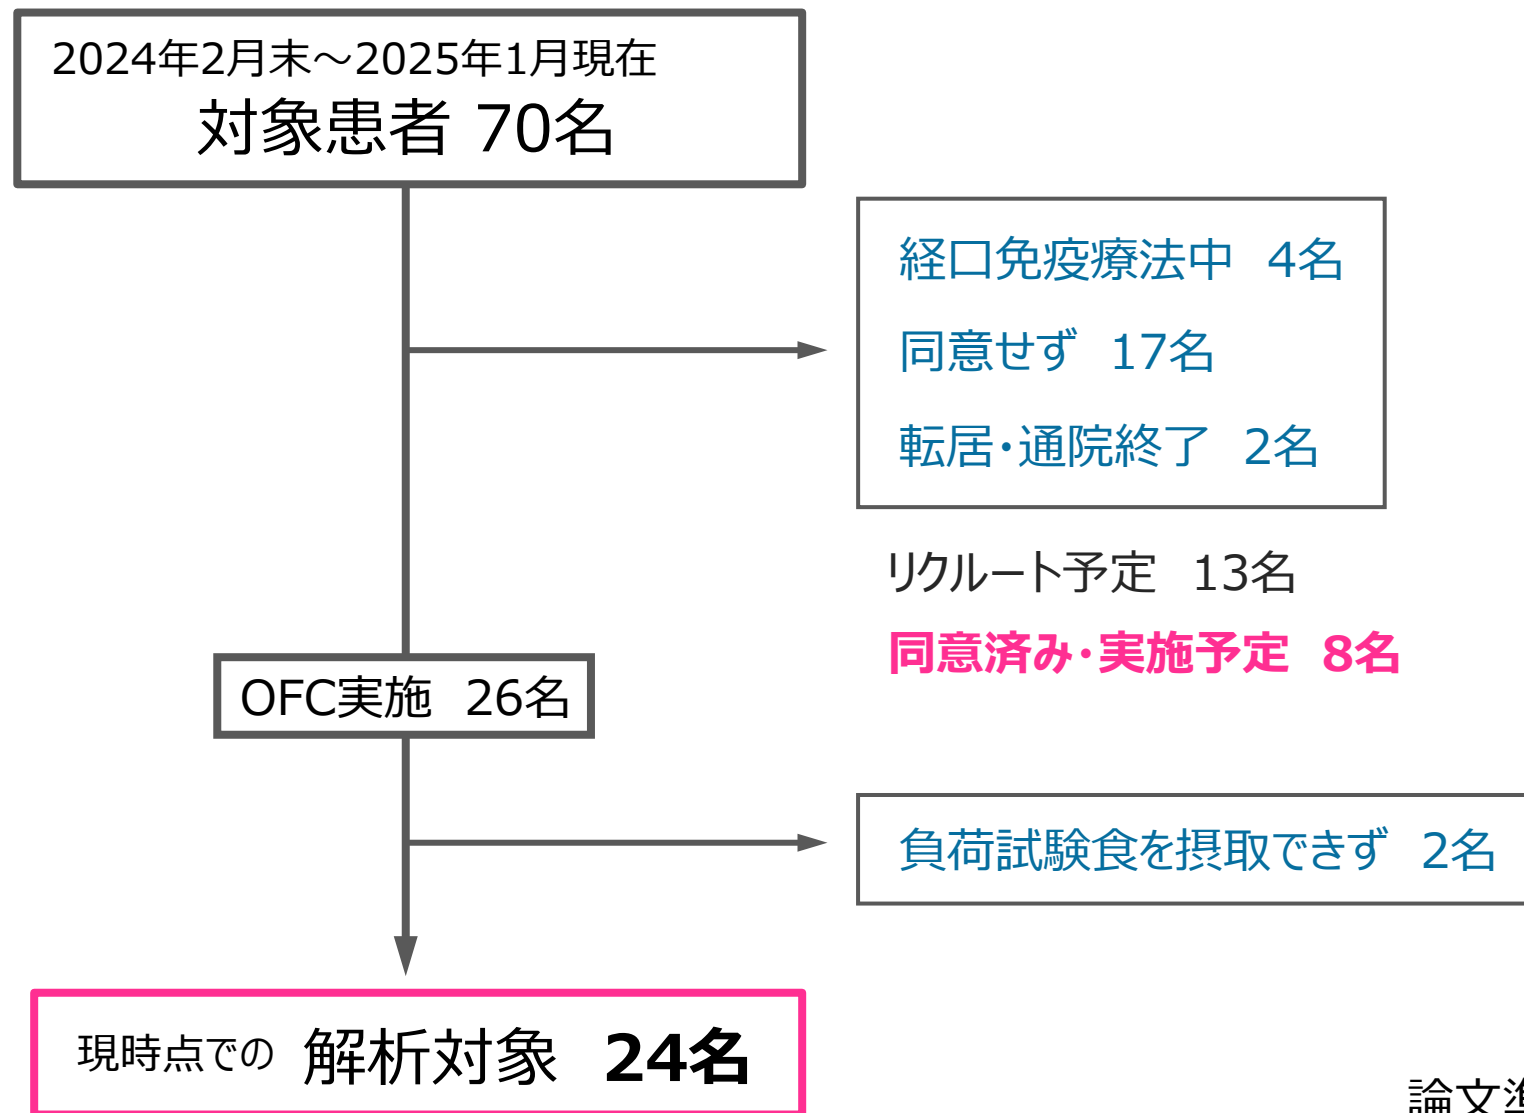 2024年2月末～2025年1月現在
対象患者 70名
経口免疫療法中 4名
同意せず 17名
転居・通院終了 2名
リクルート予定 13名
同意済み・実施予定 8名
OFC実施 26名
負荷試験食を摂取できず 2名
現時点での 解析対象 24名
論文準